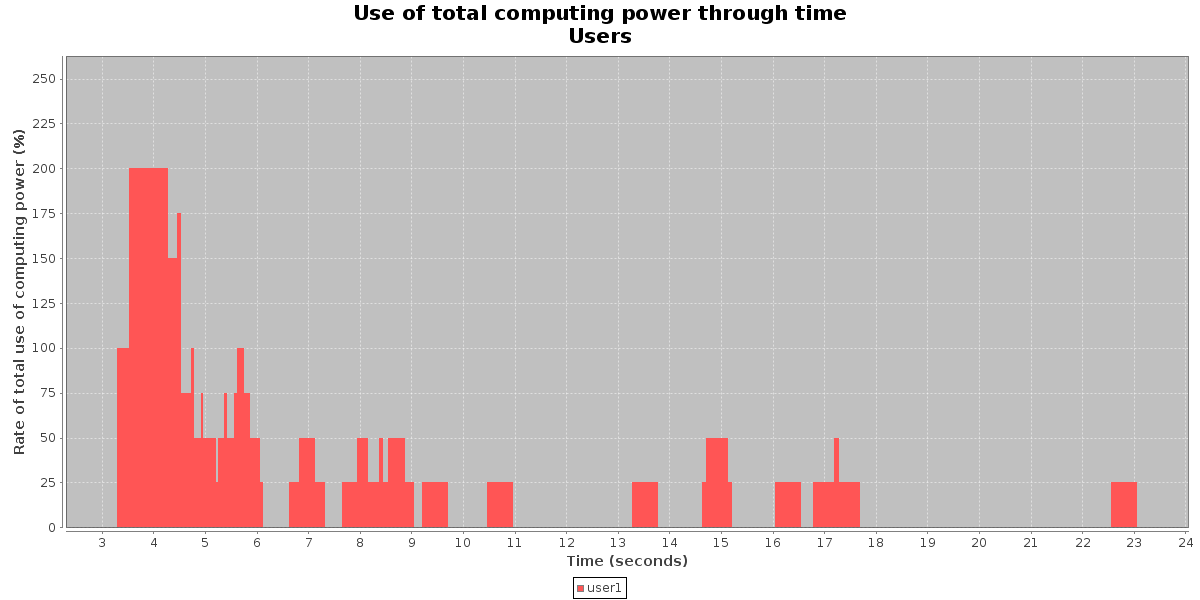 Use of total computing power through time
Users
Rate of total use of computing power (%)
250
225
200
175
150
125
100
75
50
25
0
3 4 5 6 7 8 9 10 11 12 13 14 15 16 17 18 19 20 21 22 23 24
Time (seconds)
user1